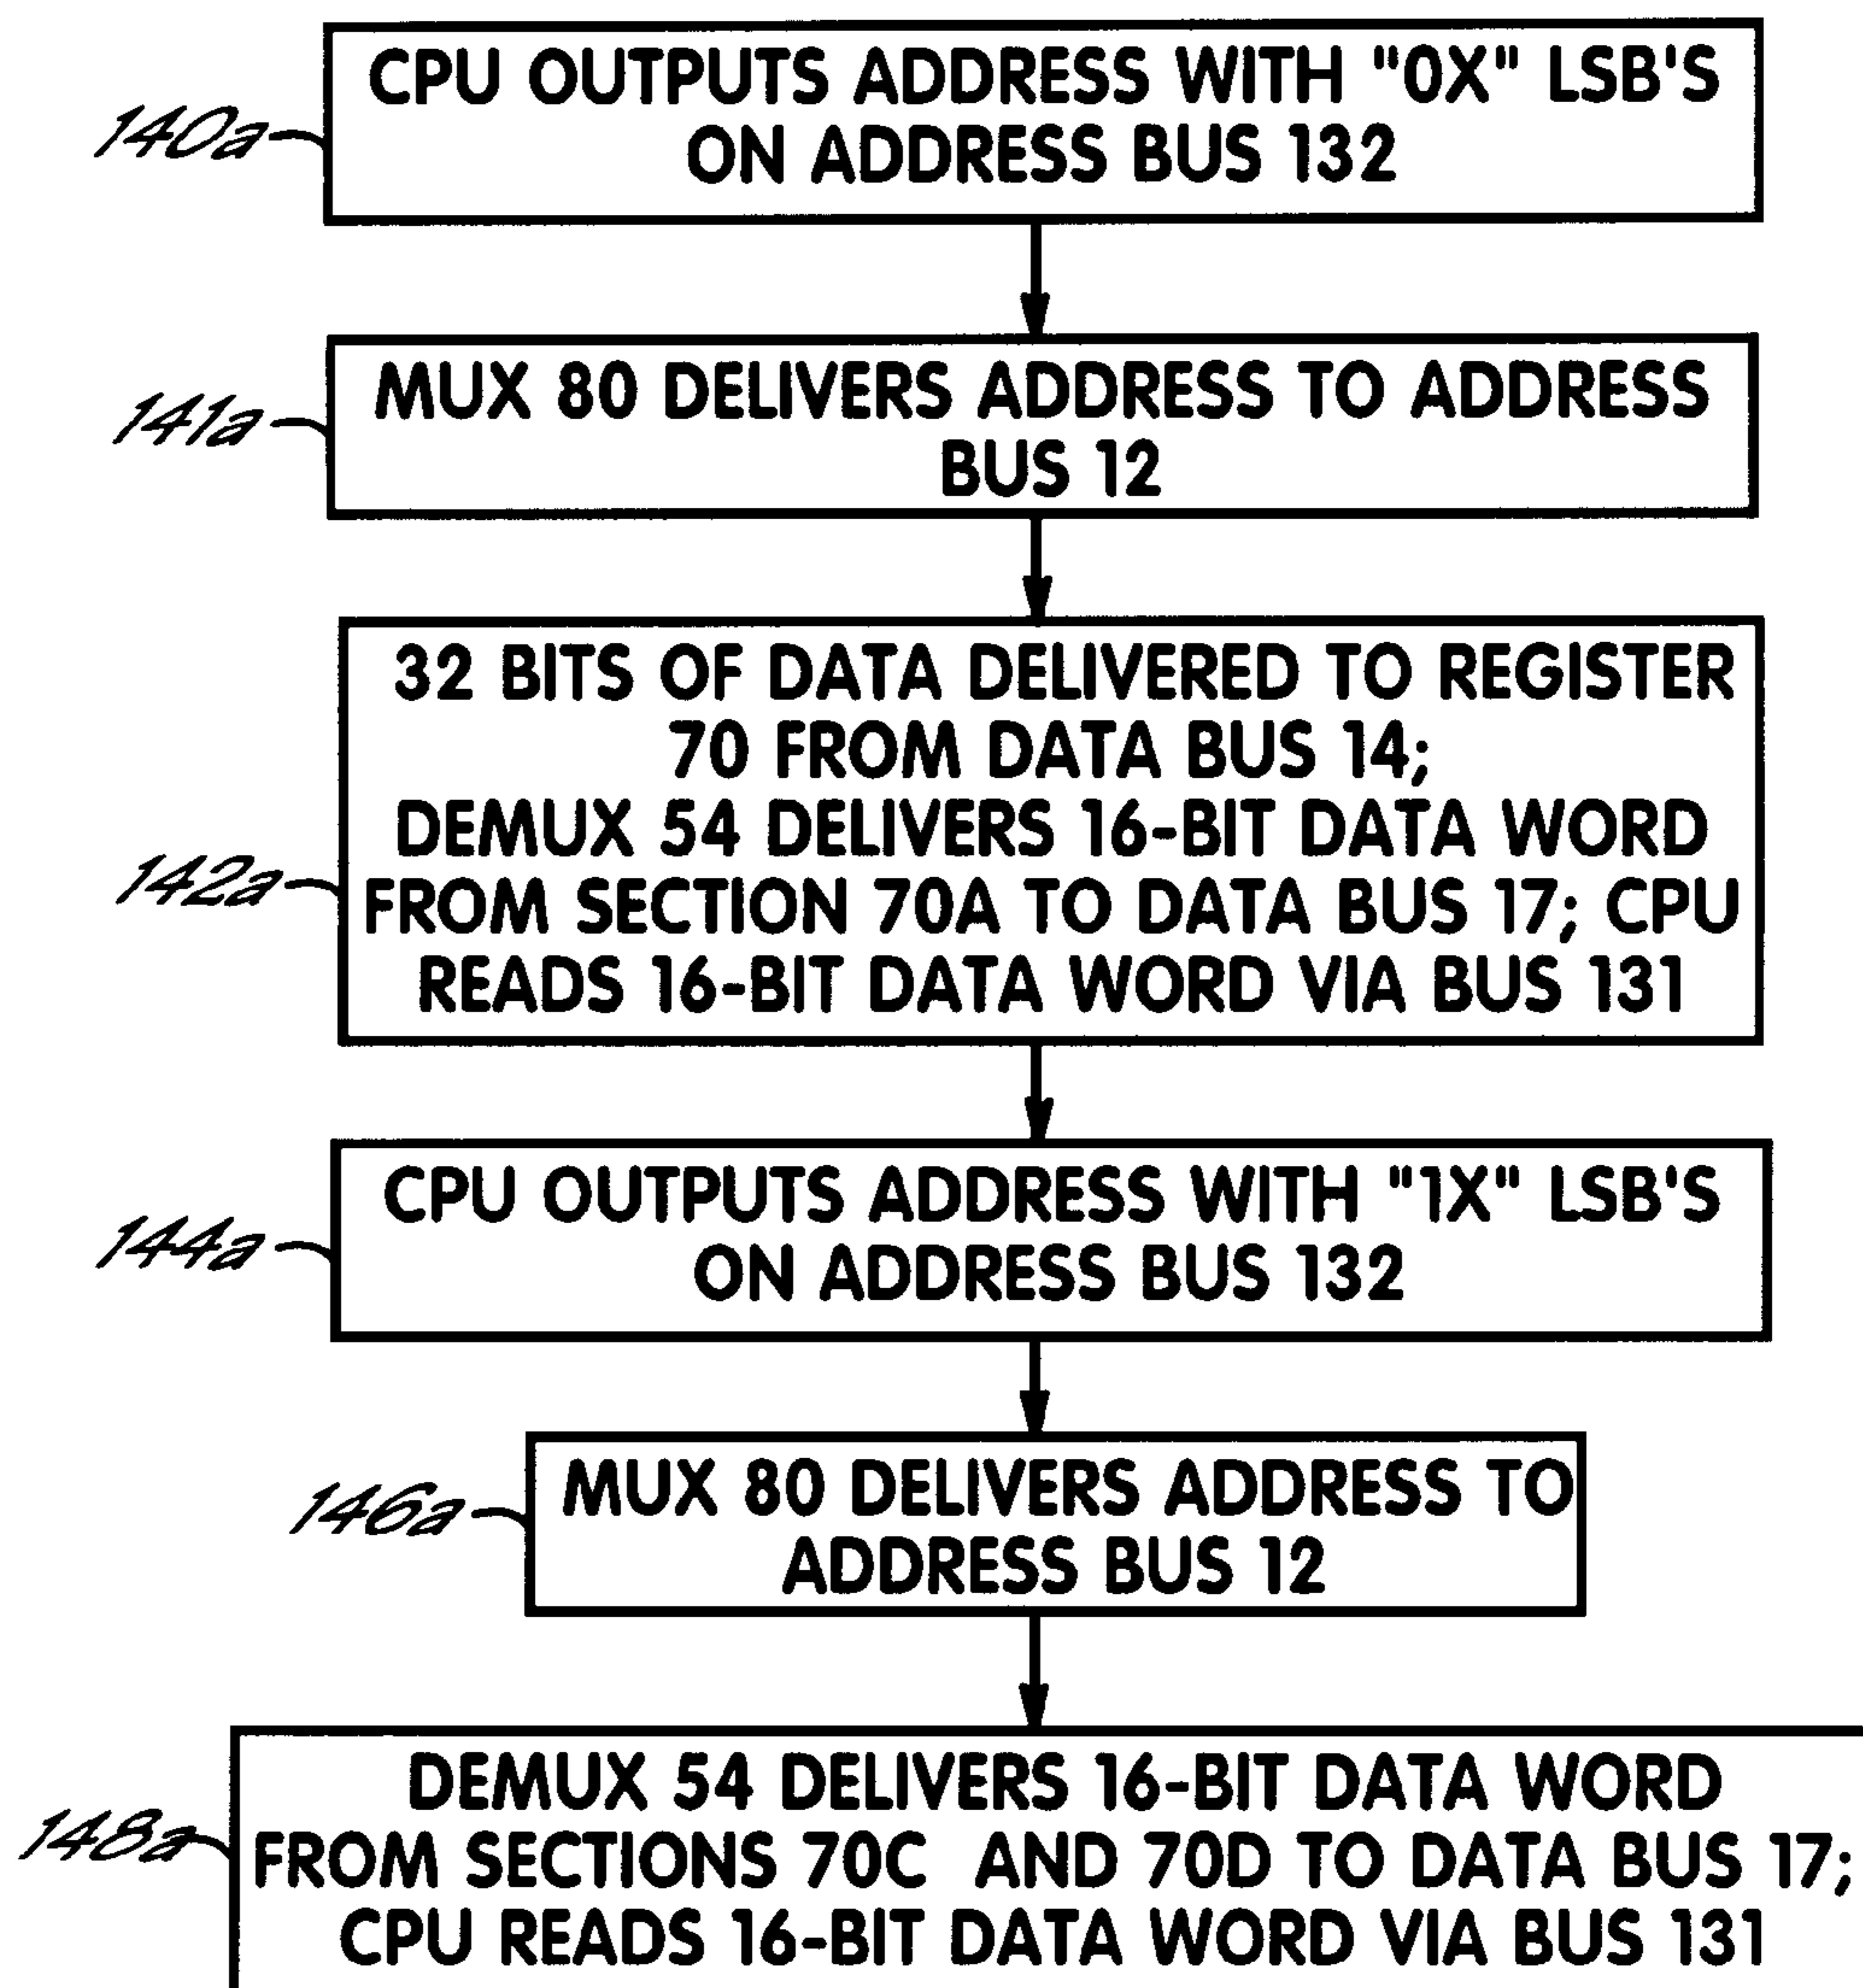 CPU OUTPUTS ADDRESS WITH "0X" LSB'S
ON ADDRESS BUS 132
140a
MUX 80 DELIVERS ADDRESS TO ADDRESS
BUS 12
141a
32 BITS OF DATA DELIVERED TO REGISTER
70 FROM DATA BUS 14;
DEMUX 54 DELIVERS 16-BIT DATA WORD
FROM SECTION 70A TO DATA BUS 17; CPU
READS 16-BIT DATA WORD VIA BUS 131
142a
CPU OUTPUTS ADDRESS WITH "1X" LSB'S
ON ADDRESS BUS 132
144a
MUX 80 DELIVERS ADDRESS TO
ADDRESS BUS 12
146a
DEMUX 54 DELIVERS 16-BIT DATA WORD
FROM SECTIONS 70C AND 70D TO DATA BUS 17;
CPU READS 16-BIT DATA WORD VIA BUS 131
148a